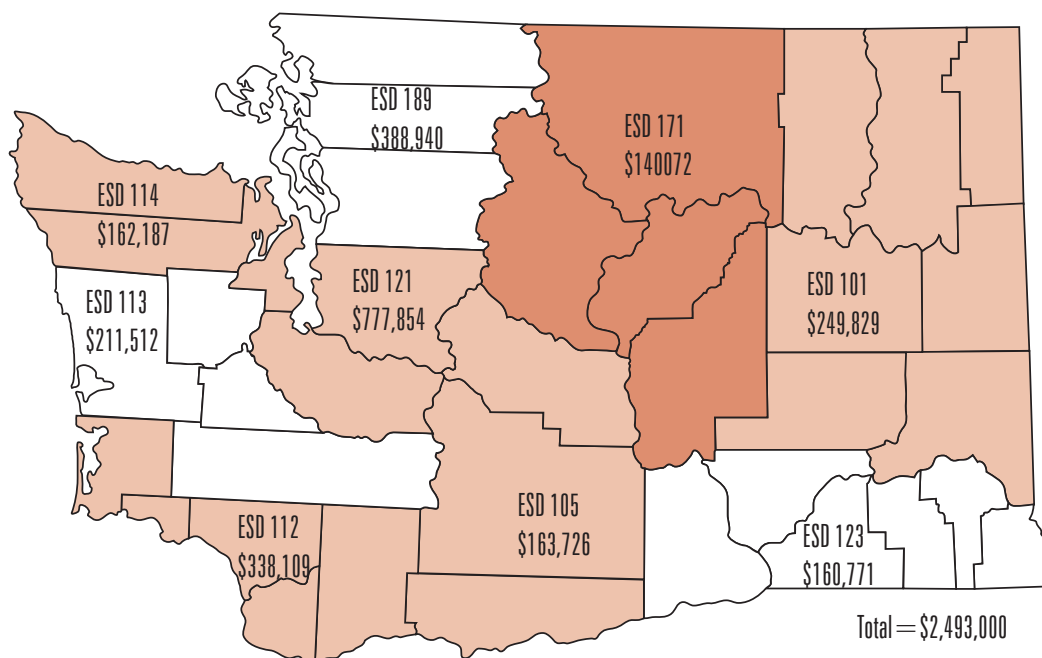 ESD 189
$388,940
ESD 171
$140072
ESD 114
$162,187
ESD 113
$211,512
ESD 121
$777,854
ESD 101
$249,829
ESD 112
$338,109
ESD 105
$163,726
ESD 123
$160,771
Total = $2,493,000